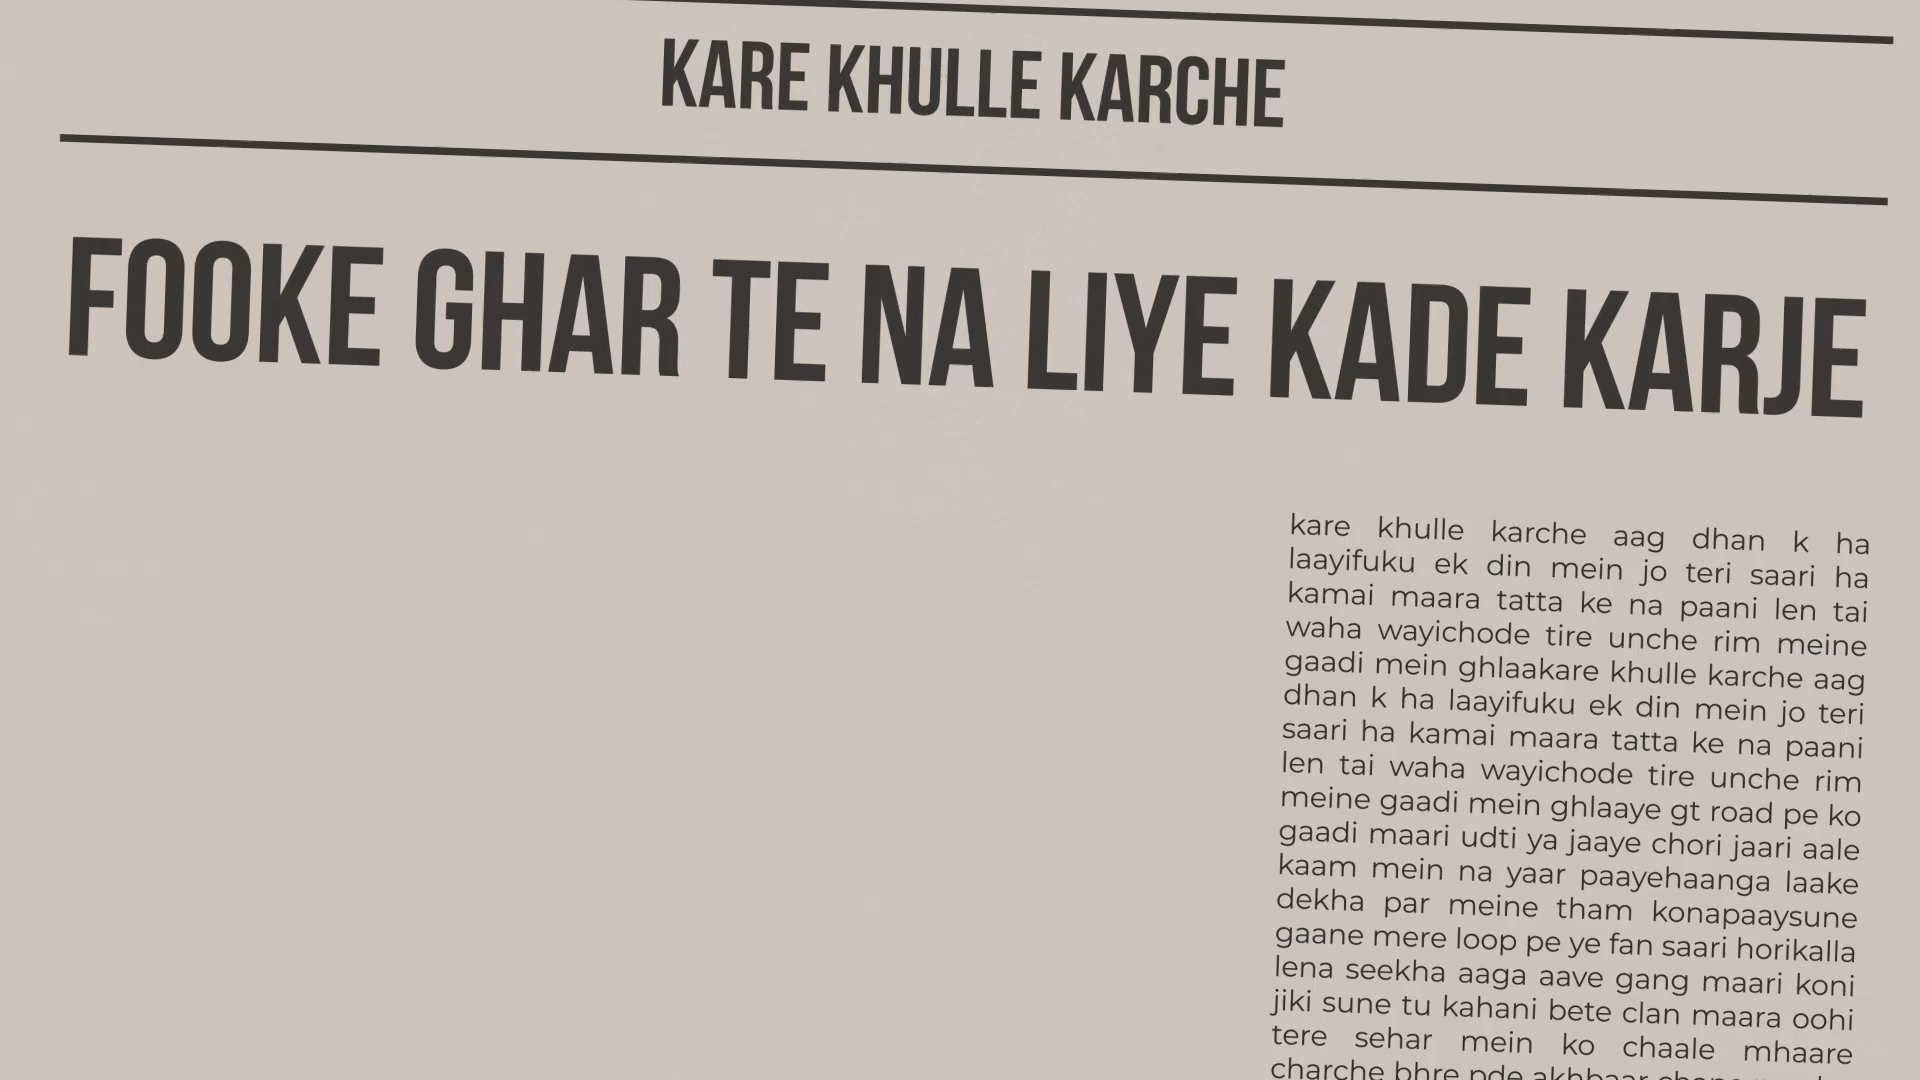 KARE KHULLE KARCHE
FOOKE GHAR TE NA LIYE KADE KARJE
kare khulle karche aag dhan k ha
laayifuku ek din mein jo teri saari ha
kamai maara tatta ke na paani len tai
waha wayichode tire unche rim meine
gaadi mein ghlaakare khulle karche aag
dhan k ha laayifuku ek din mein jo teri
saari ha kamai maara tatta ke na paani
len tai waha wayichode tire unche rim
meine gaadi mein ghlaaye gt road pe ko
gaadi maari udti ya jaaye chori jaari aale
kaam mein na yaar paayehaanga laake
dekha par meine tham konapaaysune
gaane mere loop pe ye fan saari horikalla
lena seekha aaga aave gang maari koni
jiki sune tu kahani bete clan maara oohi
tere sehar mein ko chaale mhaare
charche bhre pde akhbaar